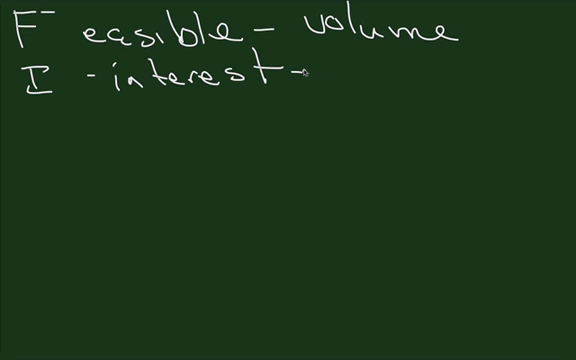 F- easible - volume
I - interest -